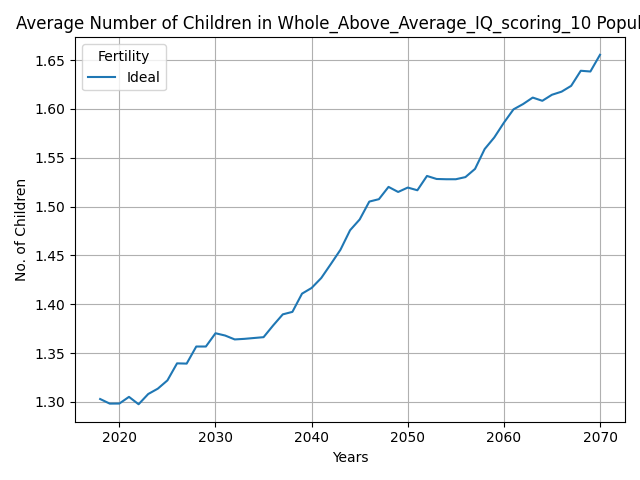 Average Number of Children in Whole_Above_Average_IQ_scoring_10 Popul
Fertility
Ideal
1.65
1.60
1.55
1.50
1.45
1.40
1.35
1.30
No. of Children
2020 2030 2040 2050 2060 2070
Years